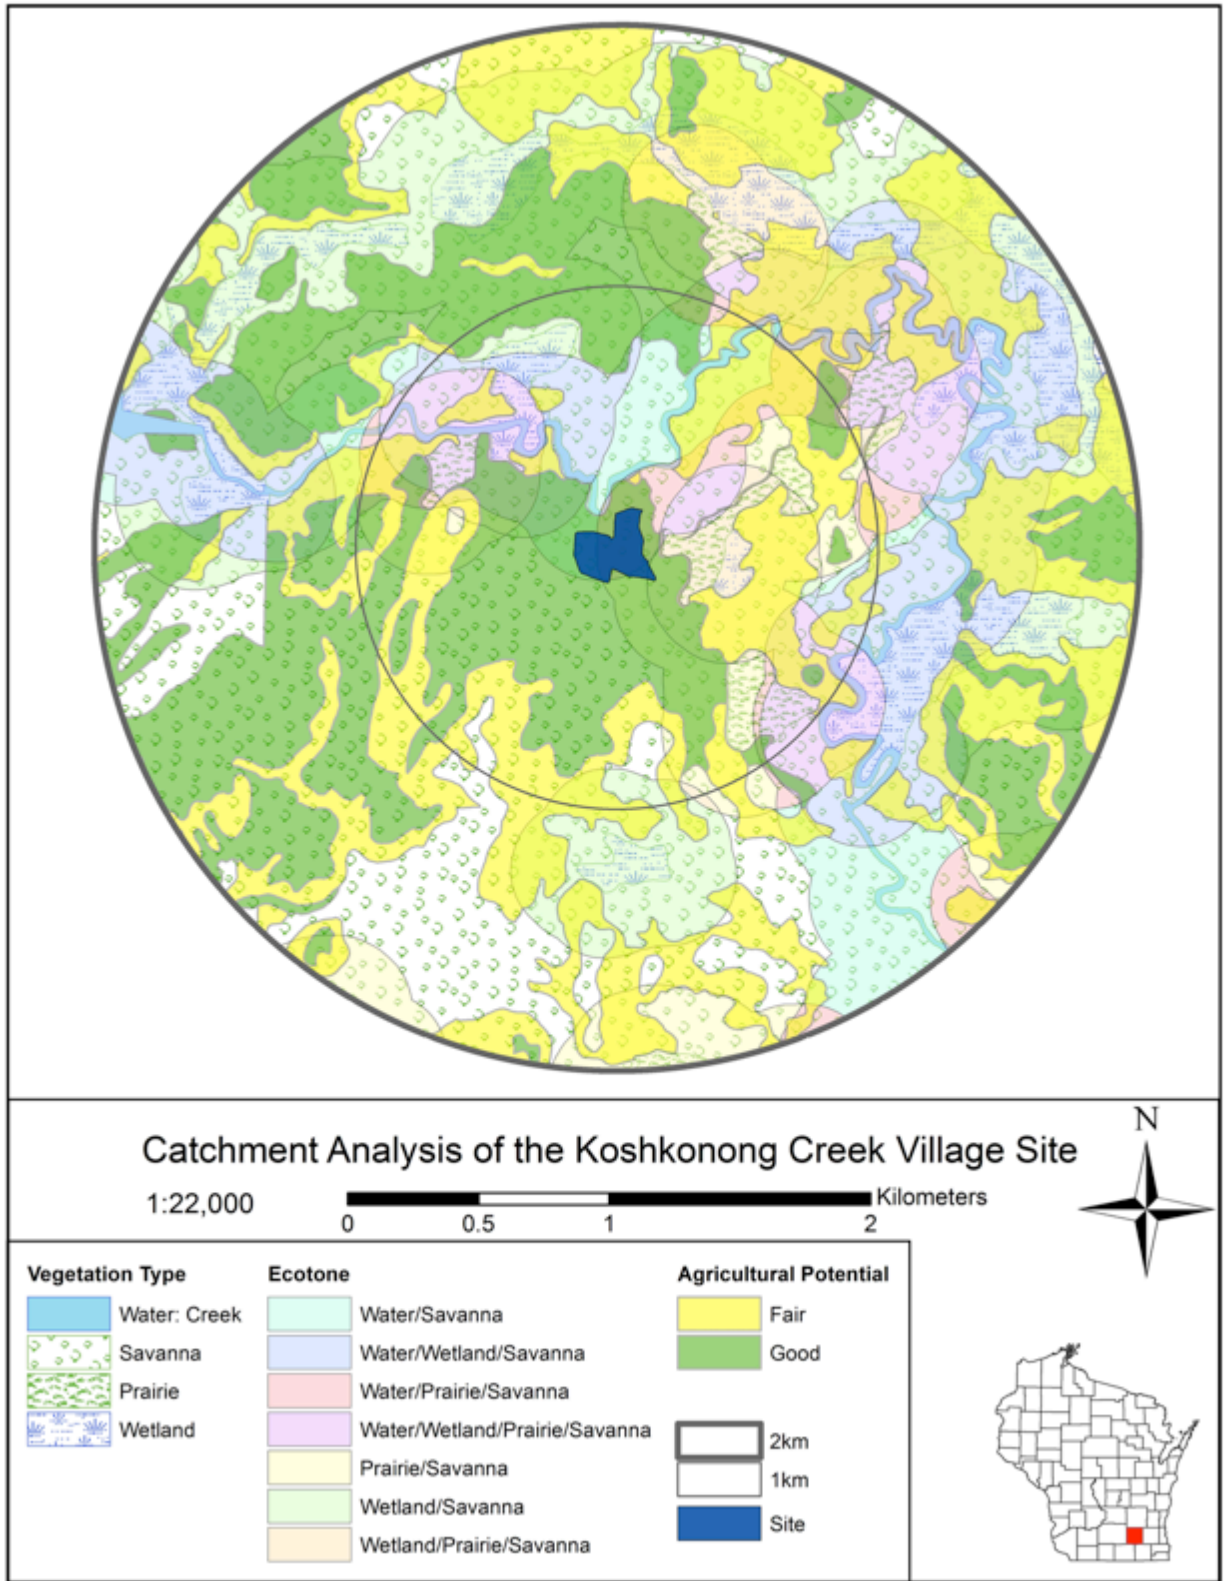 Catchment Analysis of the Koshkonong Creek Village Site
N
1:22,000
Kilometers
0 0.5 1 2
Vegetation Type
Water: Creek
Savanna
Prairie
Wetland
Ecotone
Water/Savanna
Water/Wetland/Savanna
Water/Prairie/Savanna
Water/Wetland/Prairie/Savanna
Prairie/Savanna
Wetland/Savanna
Wetland/Prairie/Savanna
Agricultural Potential
Fair
Good
2km
1km
Site